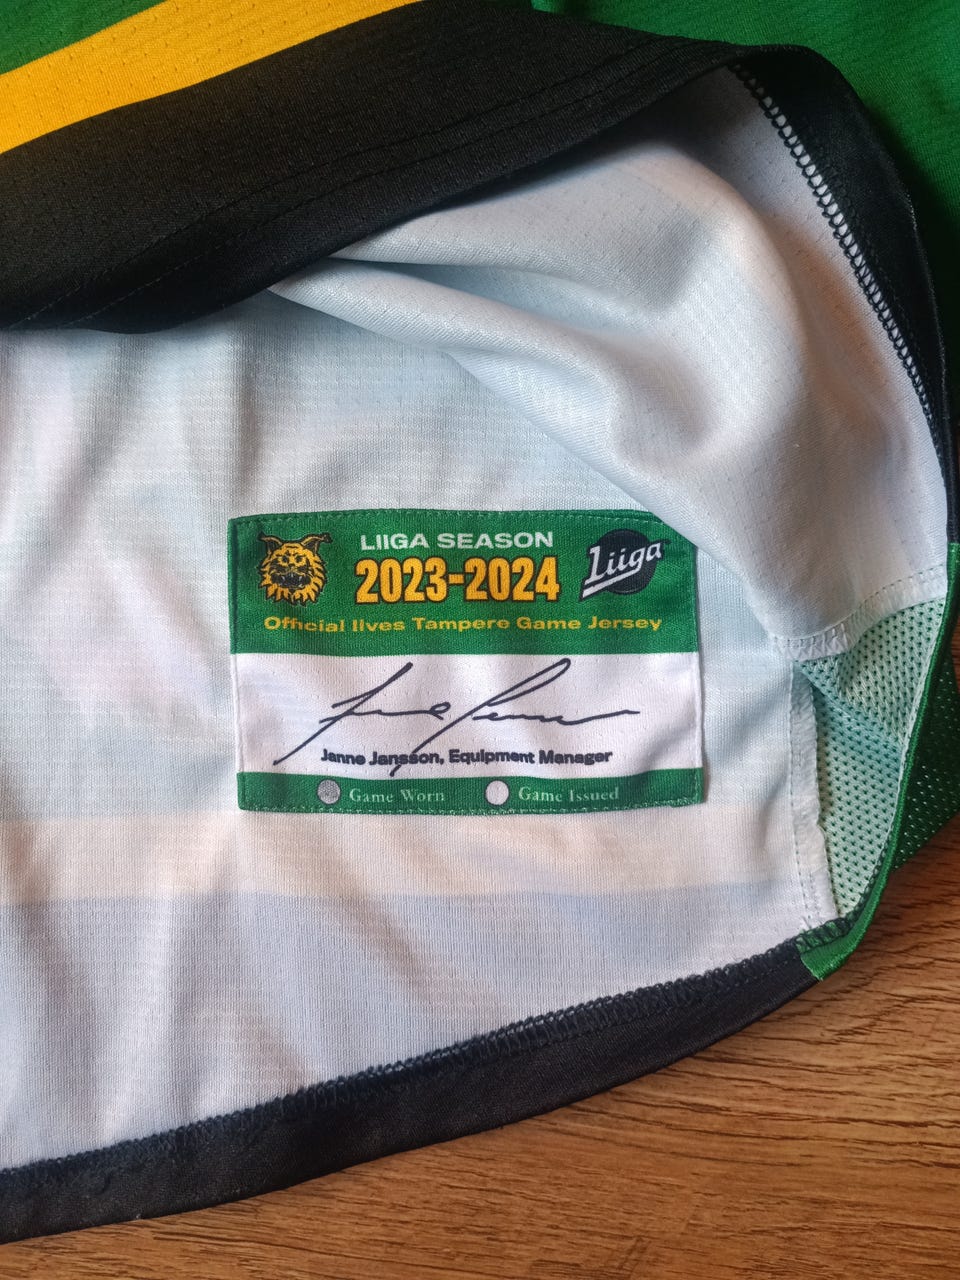 LIIGA SEASON
2023-2024
Liiga
Official Ilves Tampere Game Jersey
Janne Jansson, Equipment Manager
Game Worn
Game Issued